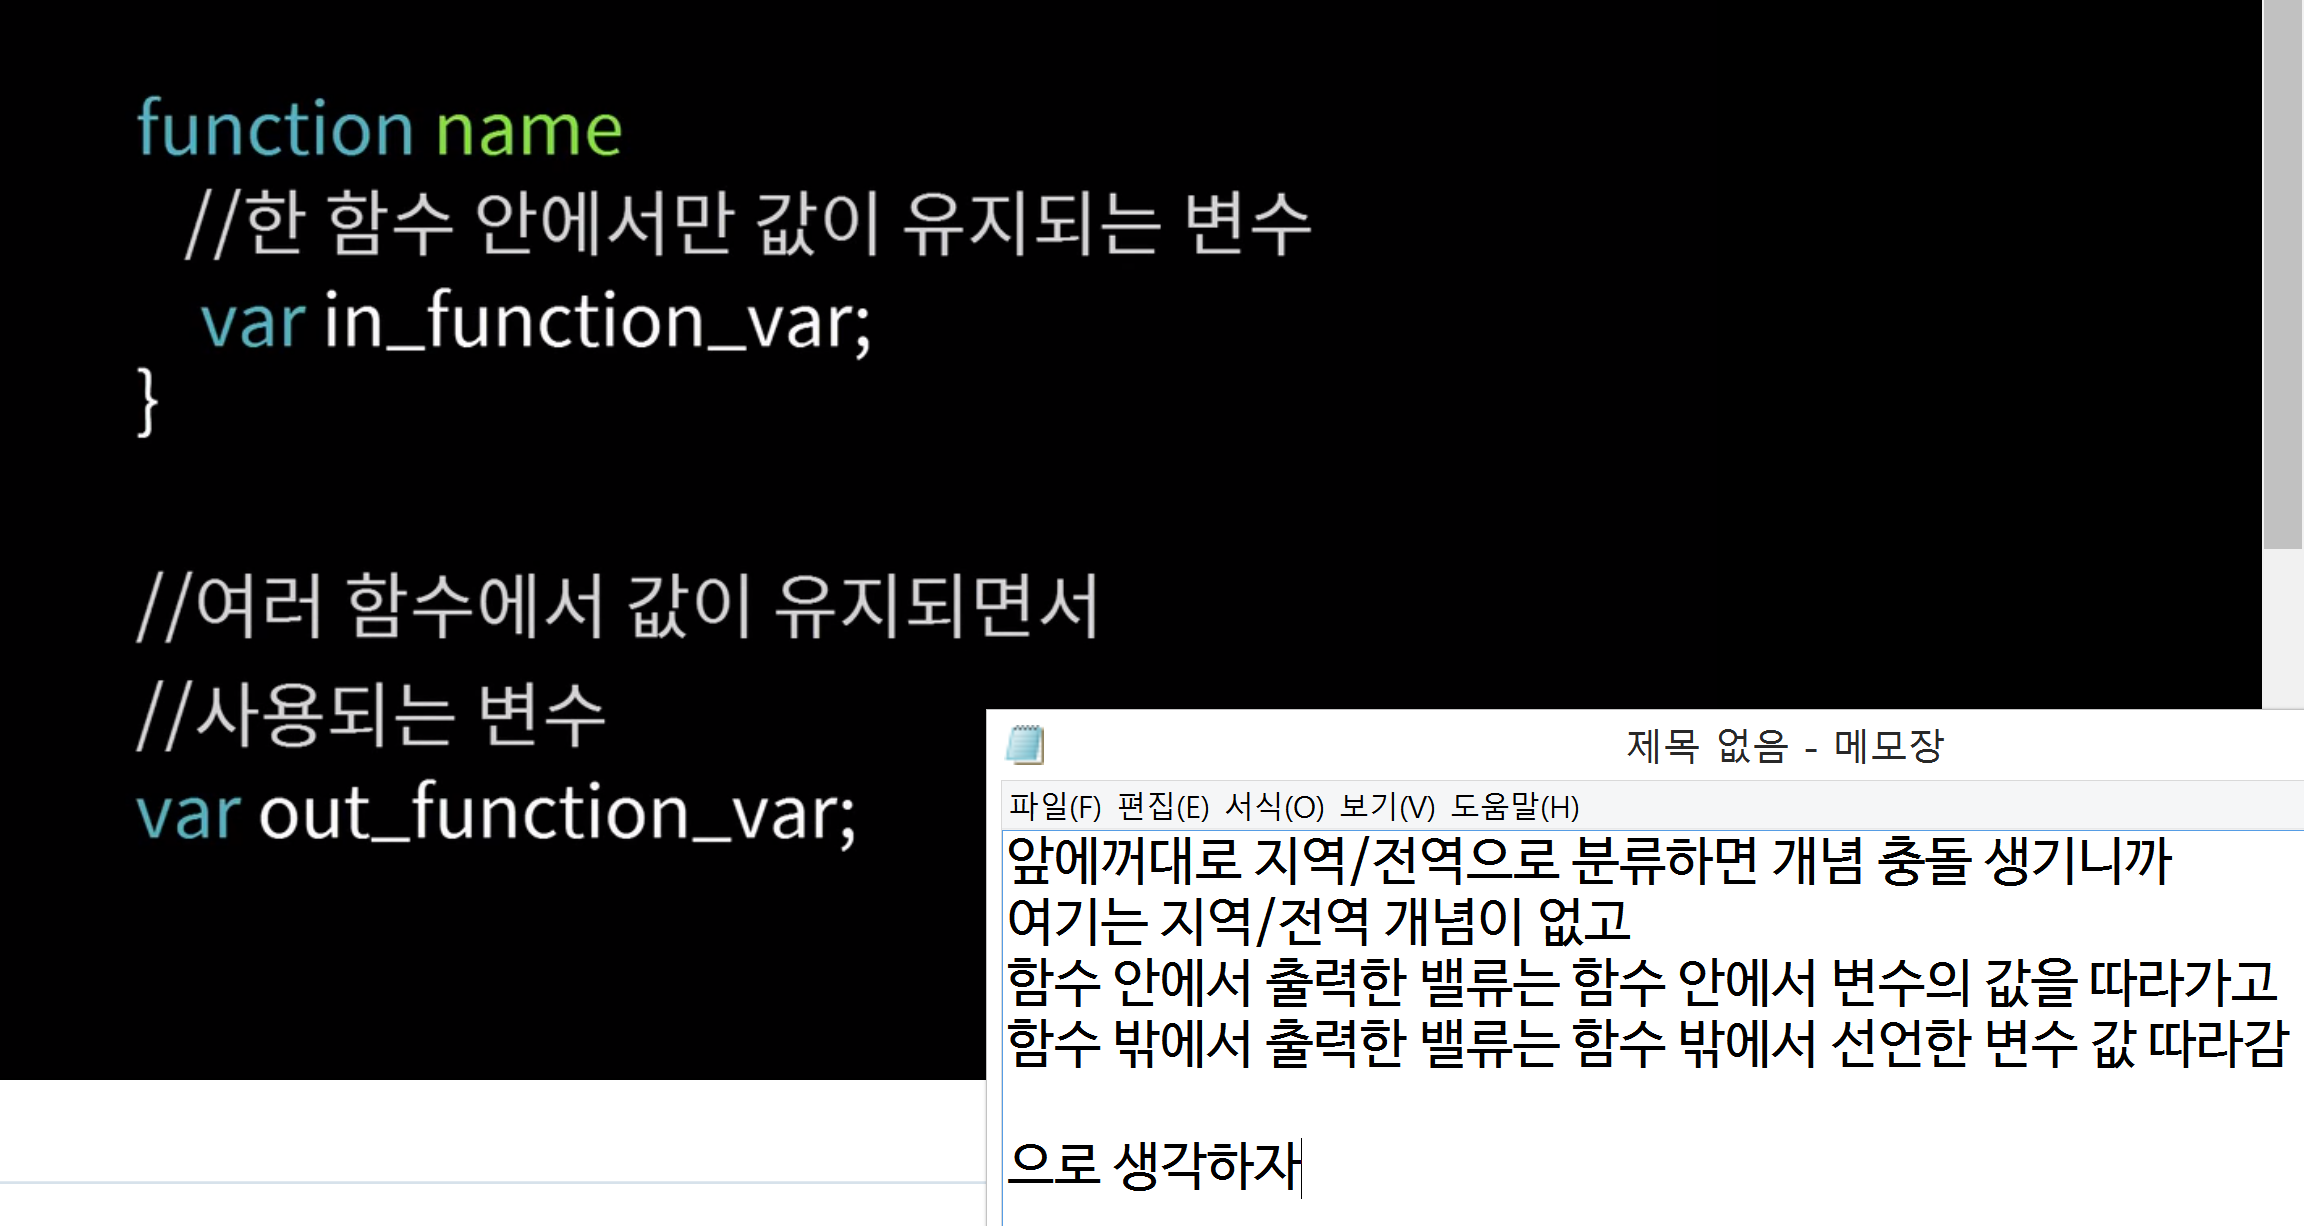 function name
//한 함수 안에서만 값이 유지되는 변수
var in_function_var;
}
//여러 함수에서 값이 유지되면서
//사용되는 변수
var out_function_var;
제목 없음 - 메모장
파일(F) 편집(E) 서식(O) 보기(V) 도움말(H)
앞에꺼대로 지역/전역으로 분류하면 개념 충돌 생기니까
여기는 지역/전역 개념이 없고
함수 안에서 출력한 밸류는 함수 안에서 변수의 값을 따라가고
함수 밖에서 출력한 밸류는 함수 밖에서 선언한 변수 값 따라감
으로 생각하자